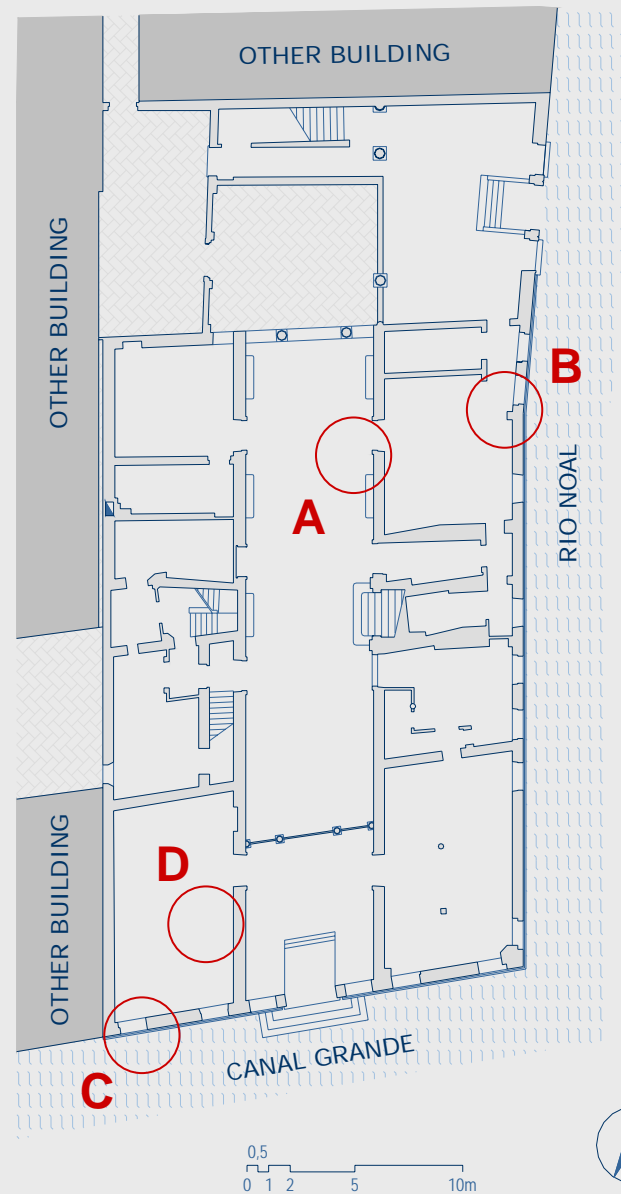 OTHER BUILDING
OTHER BUILDING
B
A
RIO NOAL
D
OTHER BUILDING
C
CANAL GRANDE
0,5
0 1 2 5 10m